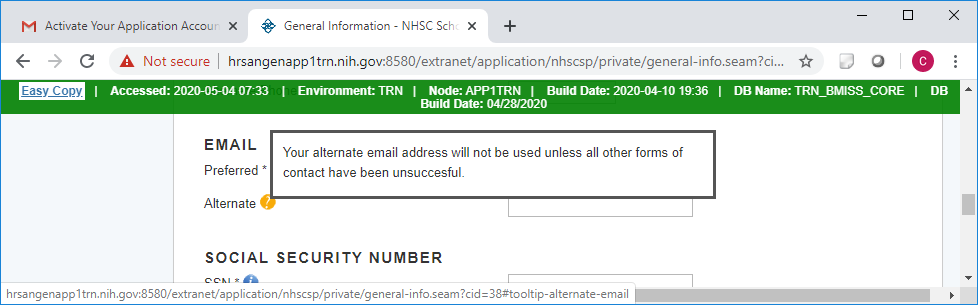 Activate Your Application Accoun
General Information - NHSC Scho
Not secure | hrsangenapp1trn.nih.gov:8580/extranet/application/nhscsp/private/general-info.seam?ci...
C
Easy Copy | Accessed: 2020-05-04 07:33 | Environment: TRN | Node: APP1TRN | Build Date: 2020-04-10 19:36 | DB Name: TRN_BMISS_CORE | DB
Build Date: 04/28/2020
EMAIL
Your alternate email address will not be used unless all other forms of
Preferred *
contact have been unsuccesful.
Alternate
SOCIAL SECURITY NUMBER
SSN *
hrsangenapp1trn.nih.gov:8580/extranet/application/nhscsp/private/general-info.seam?cid=38#tooltip-alternate-email